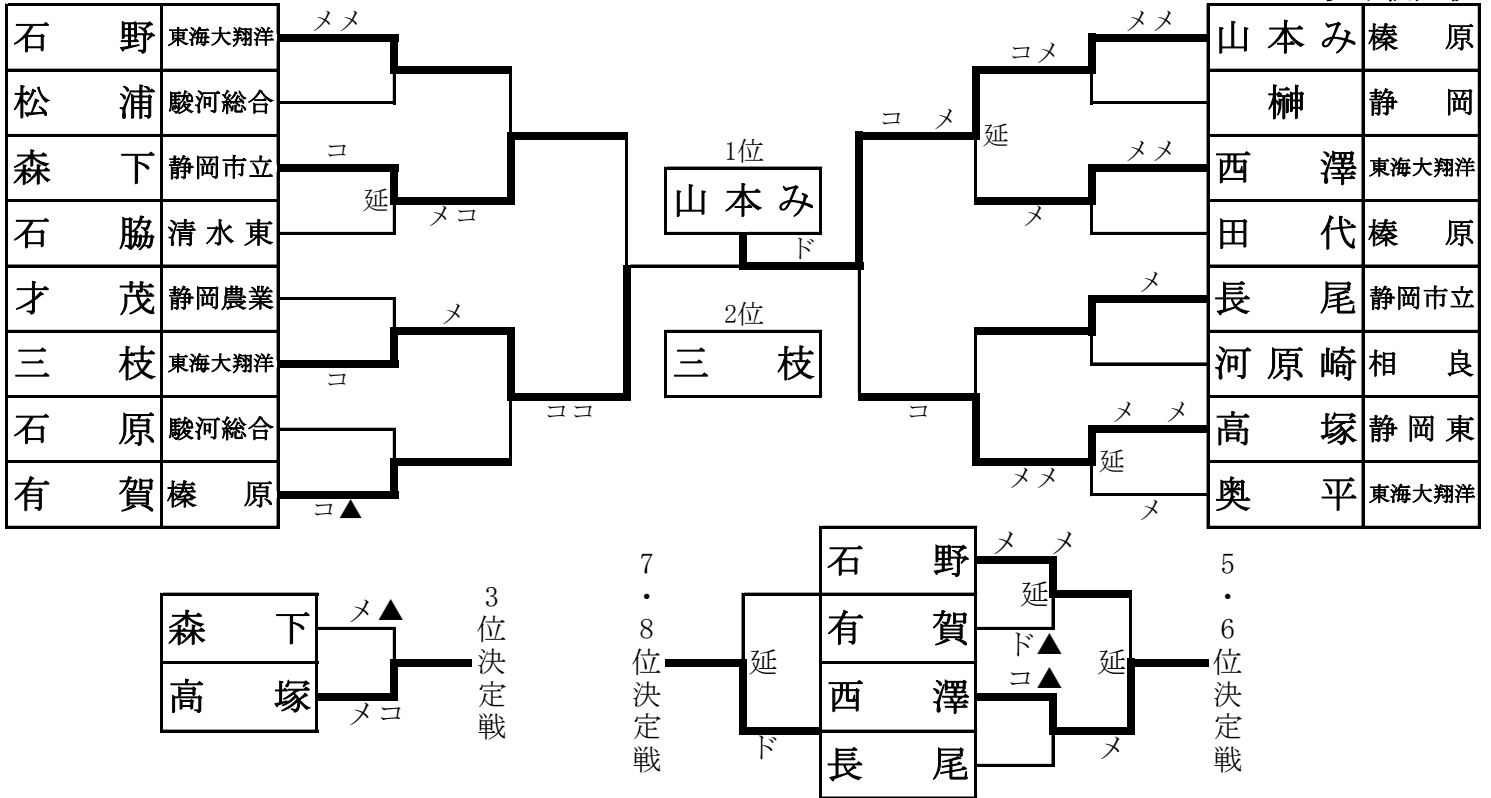 石野 東海大翔洋 メメ
松浦 駿河総合
森下 静岡市立 コ
延 メコ
石脇 清水東
才茂 静岡農業
メ
三枝 東海大翔洋 コ
ココ
石原 駿河総合
有賀 榛原 コ▲
1位
山本み
ド
2位
三枝
メメ 山本み 榛原
コメ
榊 静岡
コメ 延
メメ 西澤 東海大翔洋
メ
田代 榛原
メ 長尾 静岡市立
河原崎 相良
コ
メメ 高塚 静岡東
メメ 延
メ 奥平 東海大翔洋
森下 メ▲
高塚 メコ
3位決定戦
7・8位決定戦
延
ド
石野 メメ
延
有賀 ド▲
西澤 コ▲
長尾
延
メ
5・6位決定戦